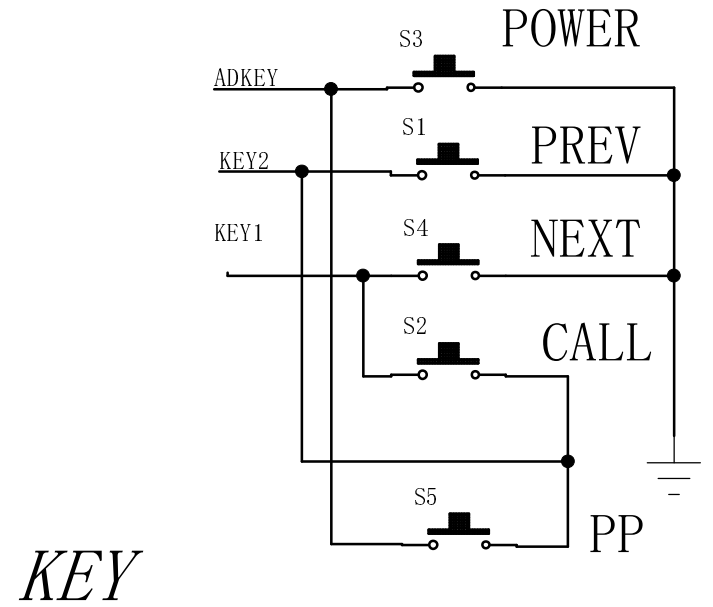 S3 POWER
ADKEY
S1 PREV
KEY2
KEY1 S4 NEXT
S2 CALL
S5 PP
KEY